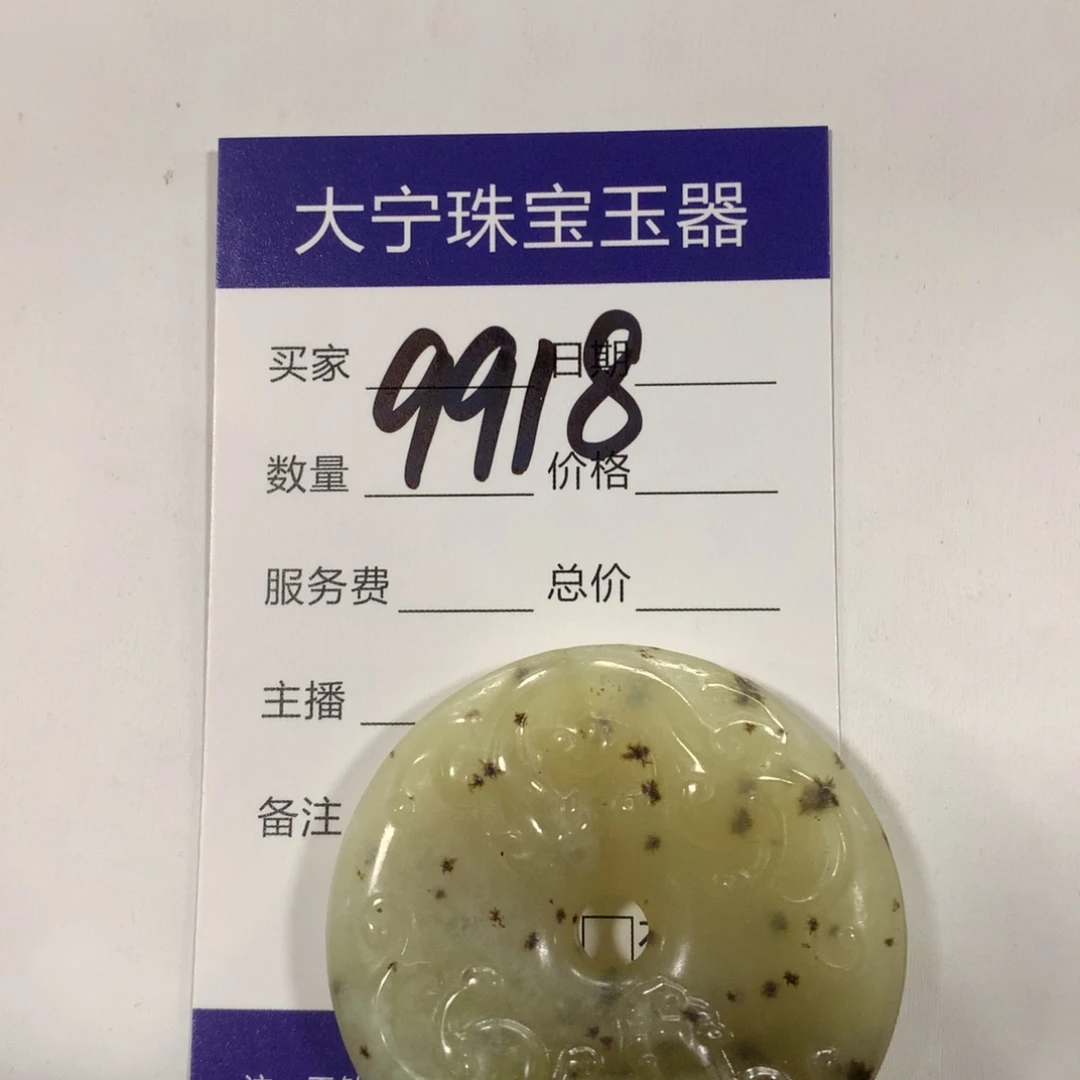 大宁珠宝玉器
买家 9918 日期
数量 价格
服务费 总价
主播
备注